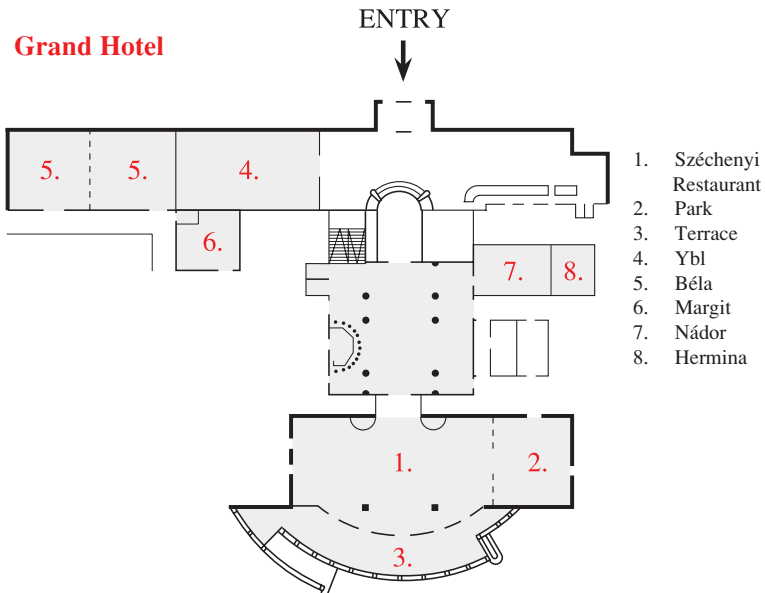 ENTRY
Grand Hotel
5.
5.
4.
6.
7.
8.
1.
2.
3.
1. Széchenyi
Restaurant
2. Park
3. Terrace
4. Ybl
5. Béla
6. Margit
7. Nádor
8. Hermina